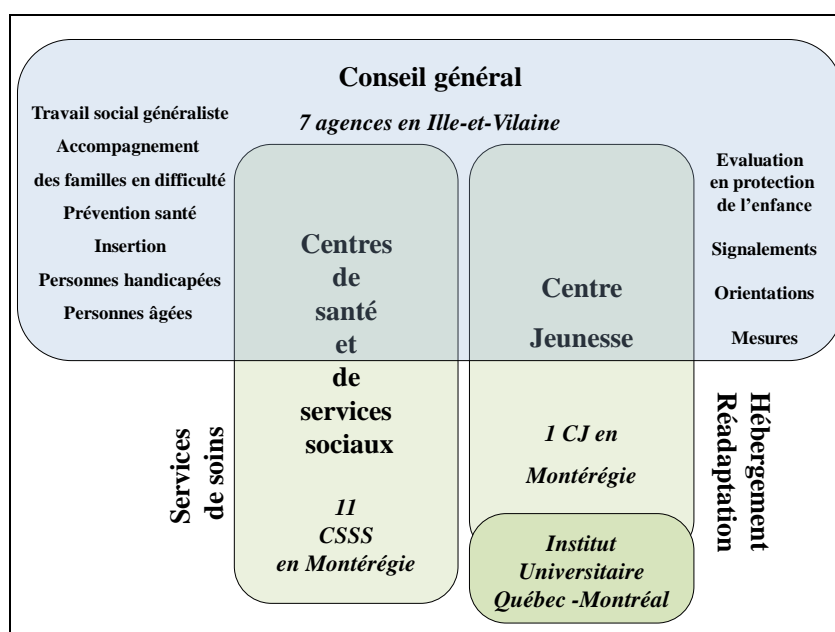 Conseil général
7 agences en Ille-et-Vilaine
Travail social généraliste
Accompagnement
des familles en difficulté
Prévention santé
Insertion
Personnes handicapées
Personnes âgées
Centres
de
santé
et
de
services
sociaux
11
CSSS
en Montérégie
Centre
Jeunesse
1 CJ en
Montérégie
Institut
Universitaire
Québec -Montréal
Evaluation
en protection
de l'enfance
Signalements
Orientations
Mesures
Services
de soins
Hébergement
Réadaptation